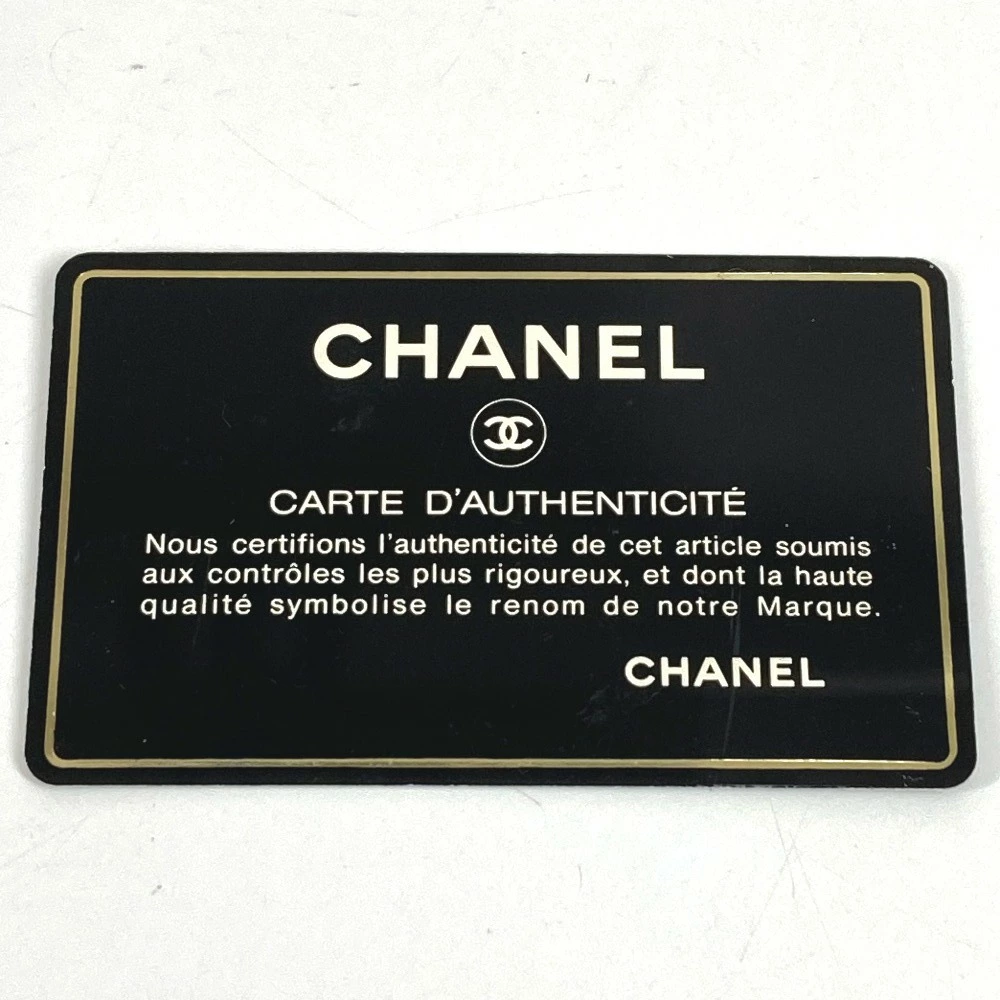 CHANEL
CARTE D'AUTHENTICITÉ
Nous certifions l'authenticité de cet article soumis
aux contrôles les plus rigoureux, et dont la haute
qualité symbolise le renom de notre Marque.
CHANEL